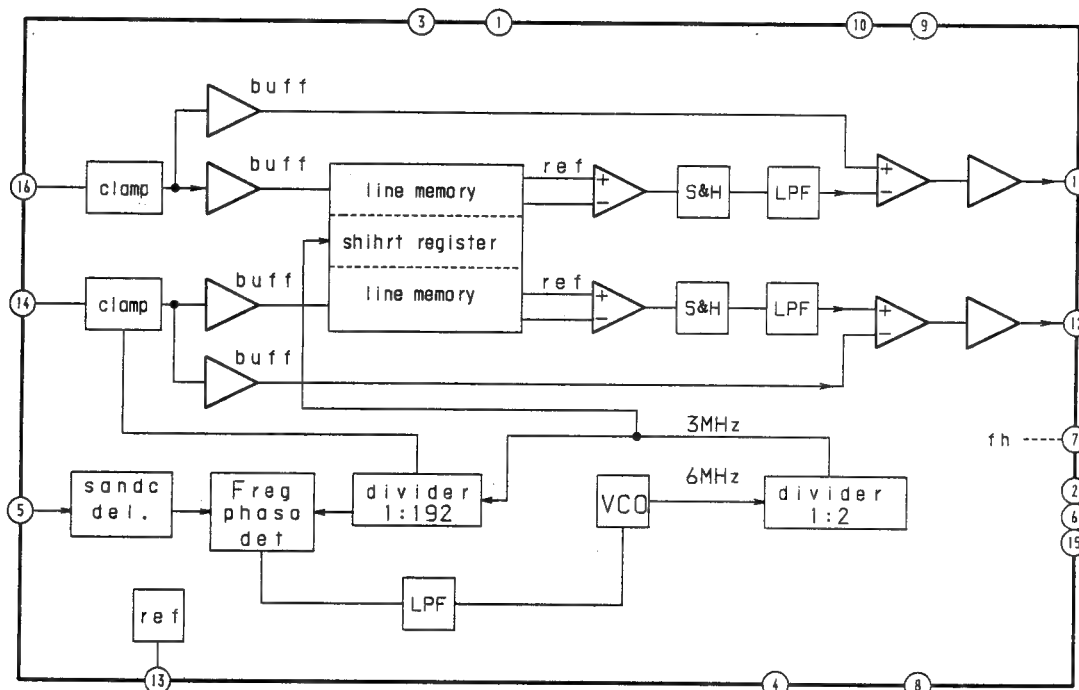 3 1 10 9
buff
buff ref
16 clamp line memory + - S&H LPF + -
shihrt register
buff ref
14 clamp line memory + - S&H LPF + -
buff
3MHz
fh 7
6MHz
sandc del.
Freg phasa det
divider 1:192
VCO
divider 1:2
5
2
6
15
LPF
ref
13 4 8